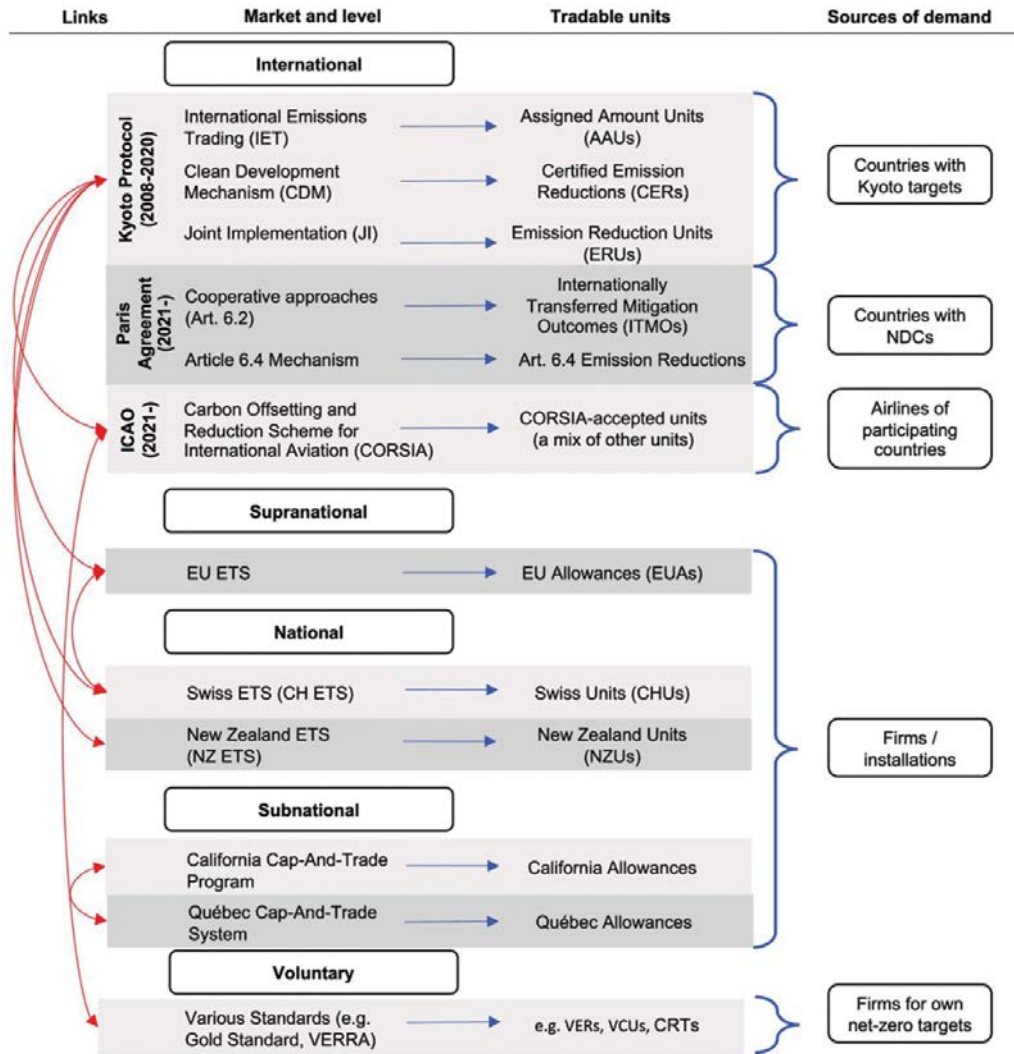 Links
Market and level
Tradable units
Sources of demand
International
Kyoto Protocol
(2008-2020)
International Emissions
Trading (IET)
Assigned Amount Units
(AAUs)
Clean Development
Mechanism (CDM)
Certified Emission
Reductions (CERs)
Joint Implementation (JI)
Emission Reduction Units
(ERUs)
Countries with
Kyoto targets
Paris
Agreement
(2021-)
Cooperative approaches
(Art. 6.2)
Internationally
Transferred Mitigation
Outcomes (ITMOs)
Article 6.4 Mechanism
Art. 6.4 Emission Reductions
Countries with
NDCs
ICAO
(2021-)
Carbon Offsetting and
Reduction Scheme for
International Aviation (CORSIA)
CORSIA-accepted units
(a mix of other units)
Airlines of
participating
countries
Supranational
EU ETS
EU Allowances (EUAs)
National
Swiss ETS (CH ETS)
Swiss Units (CHUs)
New Zealand ETS
(NZ ETS)
New Zealand Units
(NZUs)
Firms /
installations
Subnational
California Cap-And-Trade
Program
California Allowances
Québec Cap-And-Trade
System
Québec Allowances
Voluntary
Various Standards (e.g.
Gold Standard, VERRA)
e.g. VERs, VCUs, CRTs
Firms for own
net-zero targets